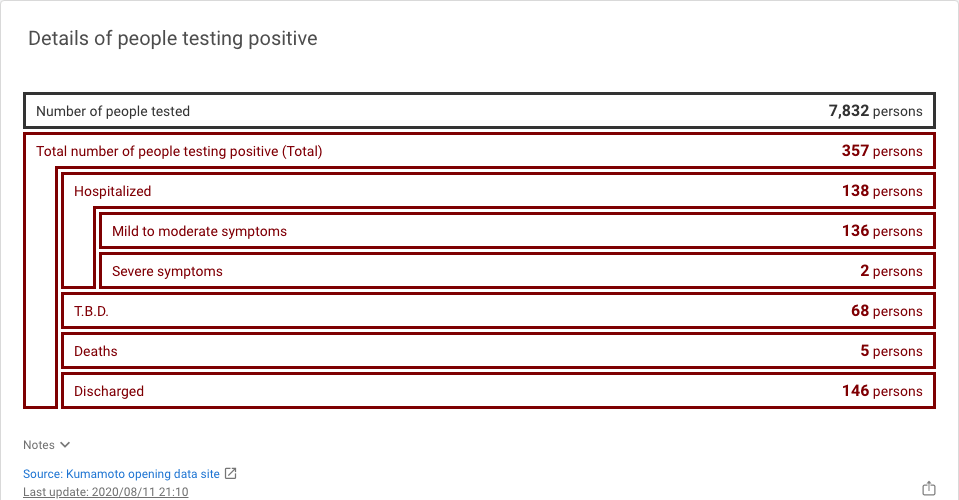 Details of people testing positive
Number of people tested 7,832 persons
Total number of people testing positive (Total) 357 persons
Hospitalized 138 persons
Mild to moderate symptoms 136 persons
Severe symptoms 2 persons
T.B.D. 68 persons
Deaths 5 persons
Discharged 146 persons
Notes
Source: Kumamoto opening data site
Last update: 2020/08/11 21:10